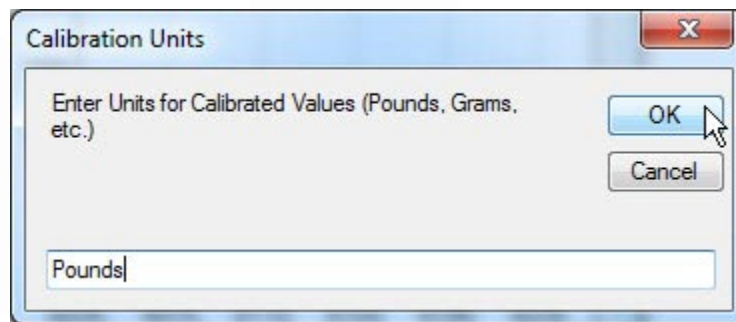 Calibration Units
Enter Units for Calibrated Values (Pounds, Grams,
etc.)
OK
Cancel
Pounds